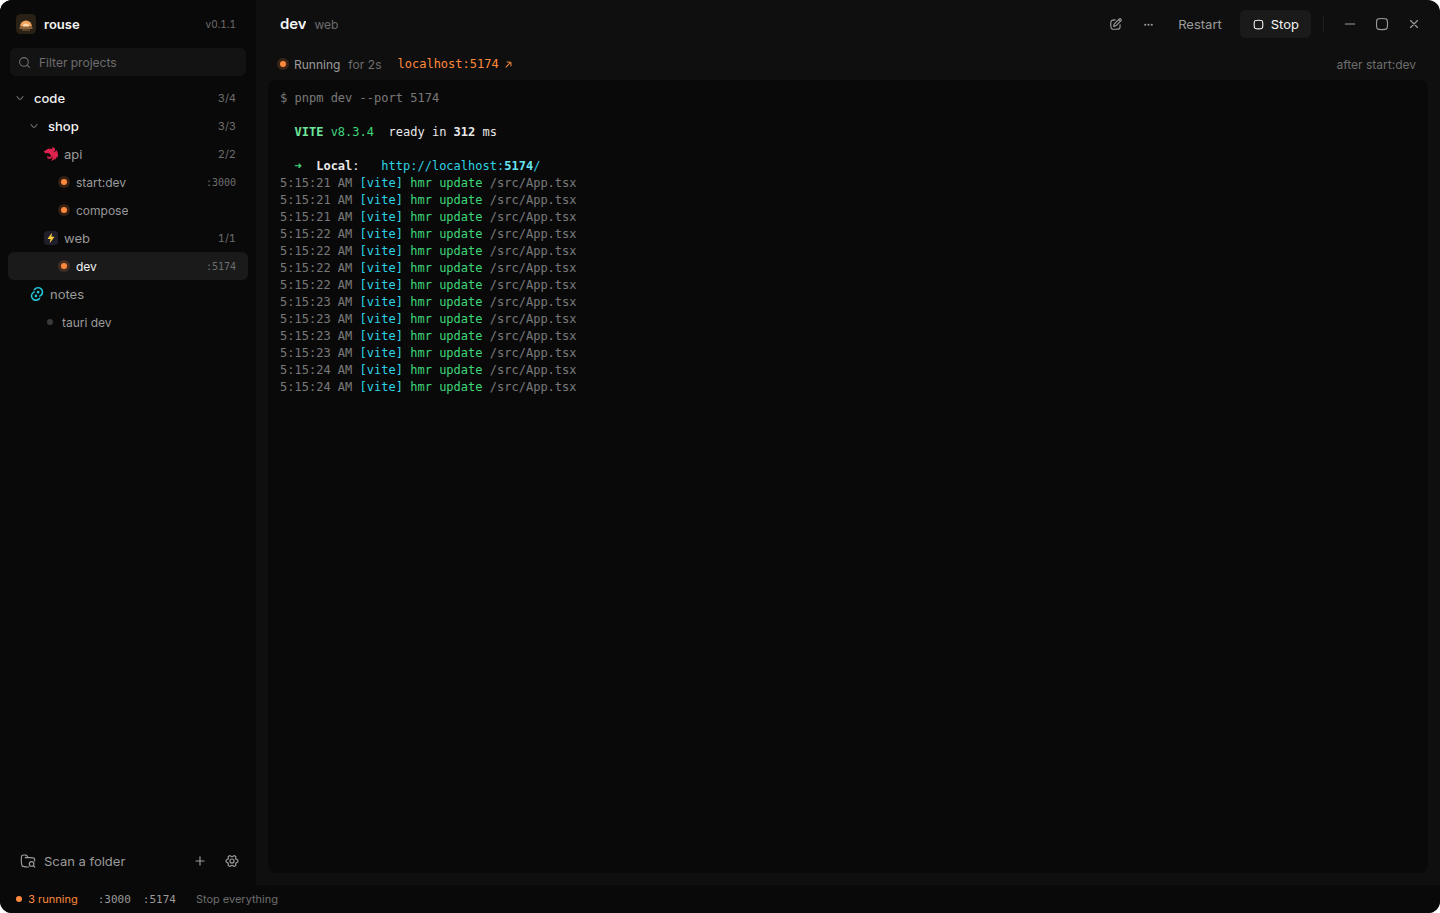 rouse v0.1.1
Filter projects
code 3/4
shop 3/3
api 2/2
start:dev :3000
compose
web 1/1
dev :5174
notes
tauri dev
Scan a folder
3 running :3000 :5174 Stop everything
dev web
Restart Stop
Running for 2s localhost:5174 ↗ after start:dev
$ pnpm dev --port 5174
VITE v8.3.4 ready in 312 ms
➜ Local: http://localhost:5174/
5:15:21 AM [vite] hmr update /src/App.tsx
5:15:21 AM [vite] hmr update /src/App.tsx
5:15:21 AM [vite] hmr update /src/App.tsx
5:15:22 AM [vite] hmr update /src/App.tsx
5:15:22 AM [vite] hmr update /src/App.tsx
5:15:22 AM [vite] hmr update /src/App.tsx
5:15:22 AM [vite] hmr update /src/App.tsx
5:15:23 AM [vite] hmr update /src/App.tsx
5:15:23 AM [vite] hmr update /src/App.tsx
5:15:23 AM [vite] hmr update /src/App.tsx
5:15:23 AM [vite] hmr update /src/App.tsx
5:15:24 AM [vite] hmr update /src/App.tsx
5:15:24 AM [vite] hmr update /src/App.tsx